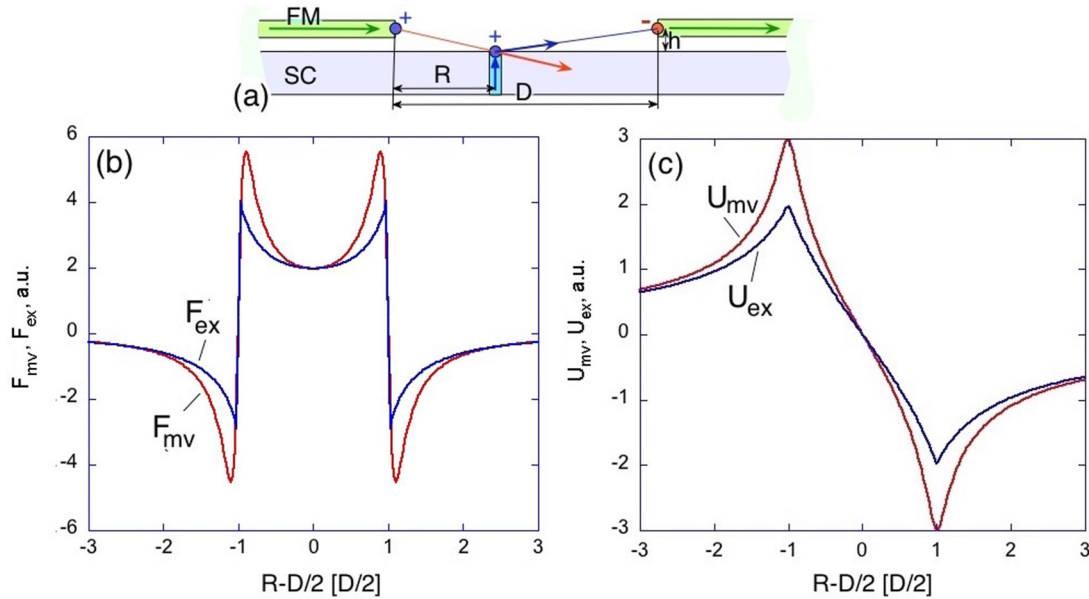 FM
+
+
-
h
SC
R
D
(a)
(b)
6
4
2
0
-2
-4
-6
-3
-2
-1
0
1
2
3
F_mv, F_ex, a.u.
F_ex
F_mv
R-D/2 [D/2]
(c)
3
2
1
0
-1
-2
-3
-3
-2
-1
0
1
2
3
U_mv, U_ex, a.u.
U_mv
U_ex
R-D/2 [D/2]